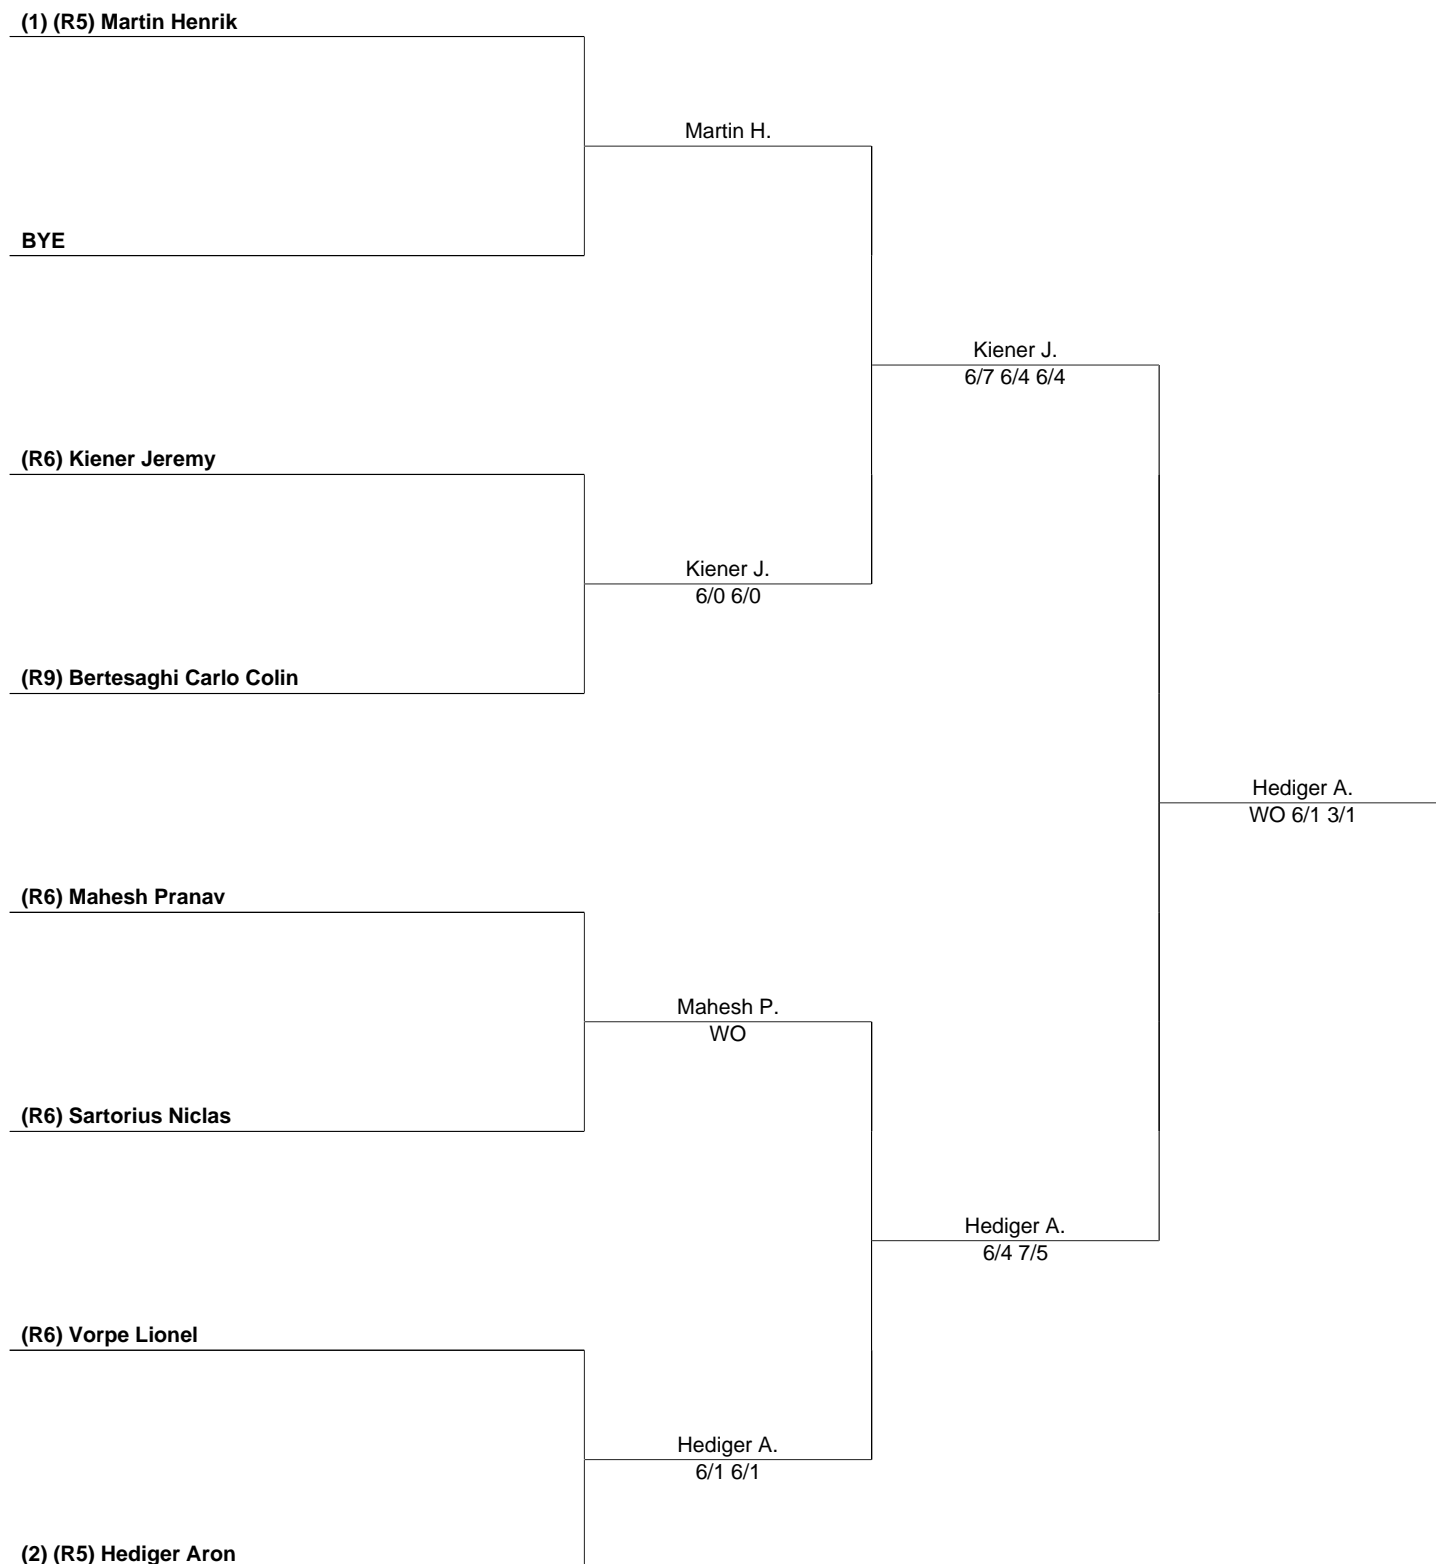 (1) (R5) Martin Henrik
Martin H.
BYE
Kiener J.
6/7 6/4 6/4
(R6) Kiener Jeremy
Kiener J.
6/0 6/0
(R9) Bertesaghi Carlo Colin
Hediger A.
WO 6/1 3/1
(R6) Mahesh Pranav
Mahesh P.
WO
(R6) Sartorius Niclas
Hediger A.
6/4 7/5
(R6) Vorpe Lionel
Hediger A.
6/1 6/1
(2) (R5) Hediger Aron